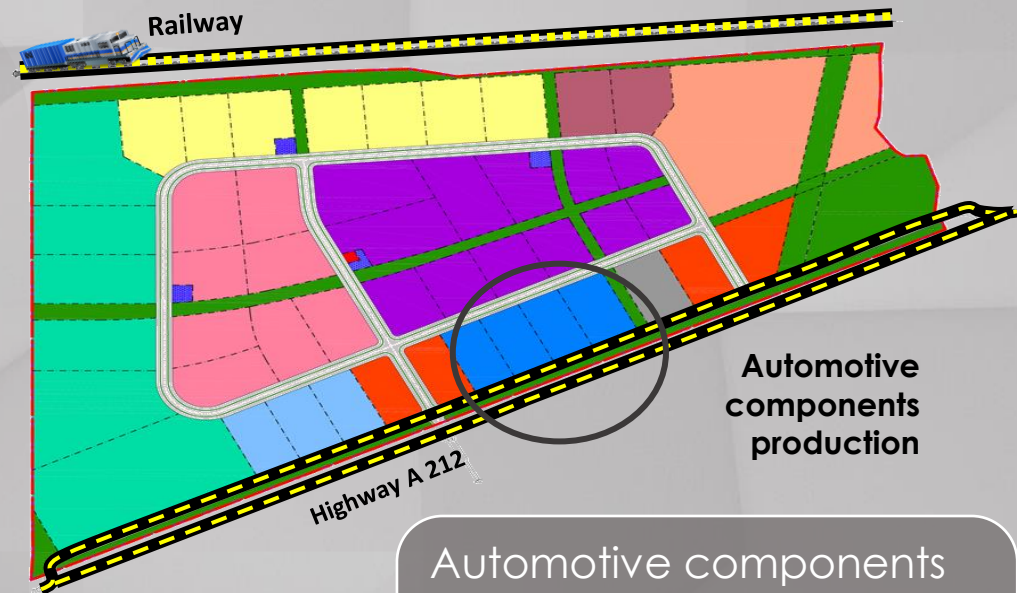 Railway
Automotive
components
production
Highway A 212
Automotive components